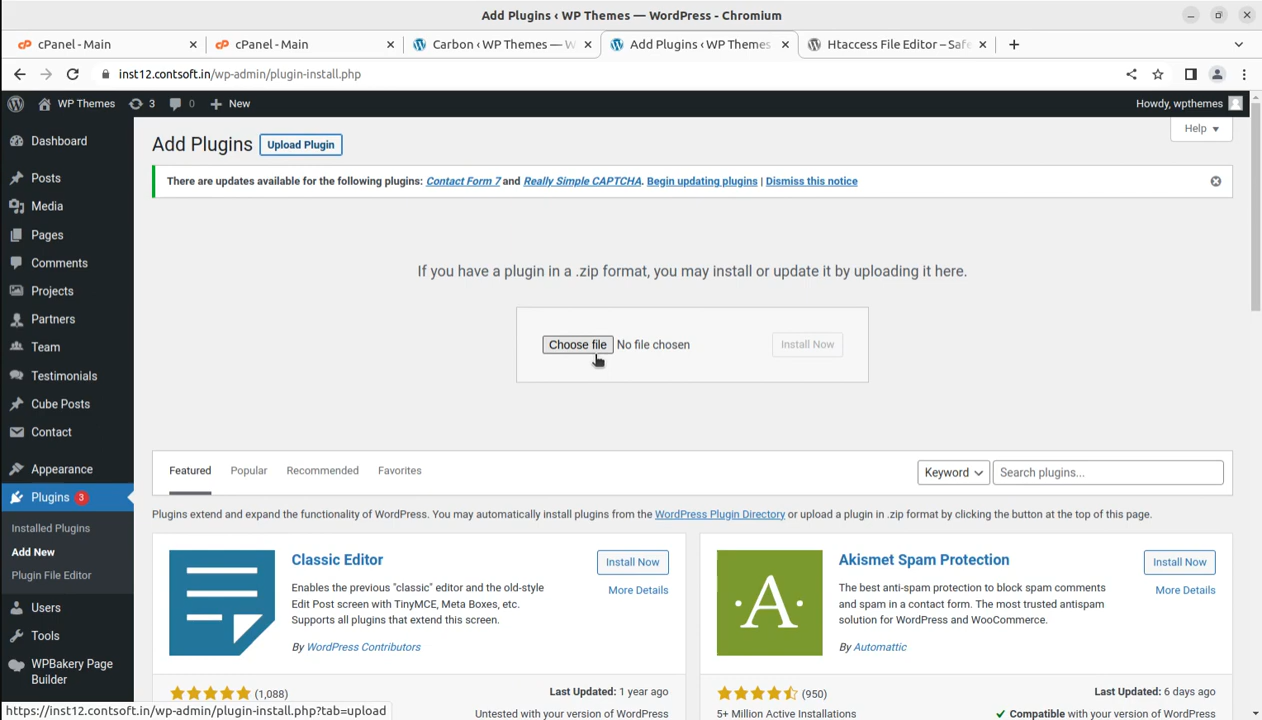 Add Plugins ‹ WP Themes — WordPress - Chromium
cPanel - Main
cPanel - Main
Carbon ‹ WP Themes — W
Add Plugins ‹ WP Themes
Htaccess File Editor – Safe
inst12.contsoft.in/wp-admin/plugin-install.php
WP Themes
3
0
New
Howdy, wpthemes
Dashboard
Posts
Media
Pages
Comments
Projects
Partners
Team
Testimonials
Cube Posts
Contact
Appearance
Plugins 3
Installed Plugins
Add New
Plugin File Editor
Users
Tools
WPBakery Page
Builder
Add Plugins
Upload Plugin
Help
There are updates available for the following plugins: Contact Form 7 and Really Simple CAPTCHA. Begin updating plugins | Dismiss this notice
If you have a plugin in a .zip format, you may install or update it by uploading it here.
Choose file No file chosen
Install Now
Featured
Popular
Recommended
Favorites
Keyword
Search plugins...
Plugins extend and expand the functionality of WordPress. You may automatically install plugins from the WordPress Plugin Directory or upload a plugin in .zip format by clicking the button at the top of this page.
Classic Editor
Install Now
More Details
Enables the previous "classic" editor and the old-style
Edit Post screen with TinyMCE, Meta Boxes, etc.
Supports all plugins that extend this screen.
By WordPress Contributors
(1,088)
Last Updated: 1 year ago
Untested with your version of WordPress
·A·
Akismet Spam Protection
Install Now
More Details
The best anti-spam protection to block spam comments
and spam in a contact form. The most trusted antispam
solution for WordPress and WooCommerce.
By Automattic
(950)
Last Updated: 6 days ago
5+ Million Active Installations
Compatible with your version of WordPress
https://inst12.contsoft.in/wp-admin/plugin-install.php?tab=upload